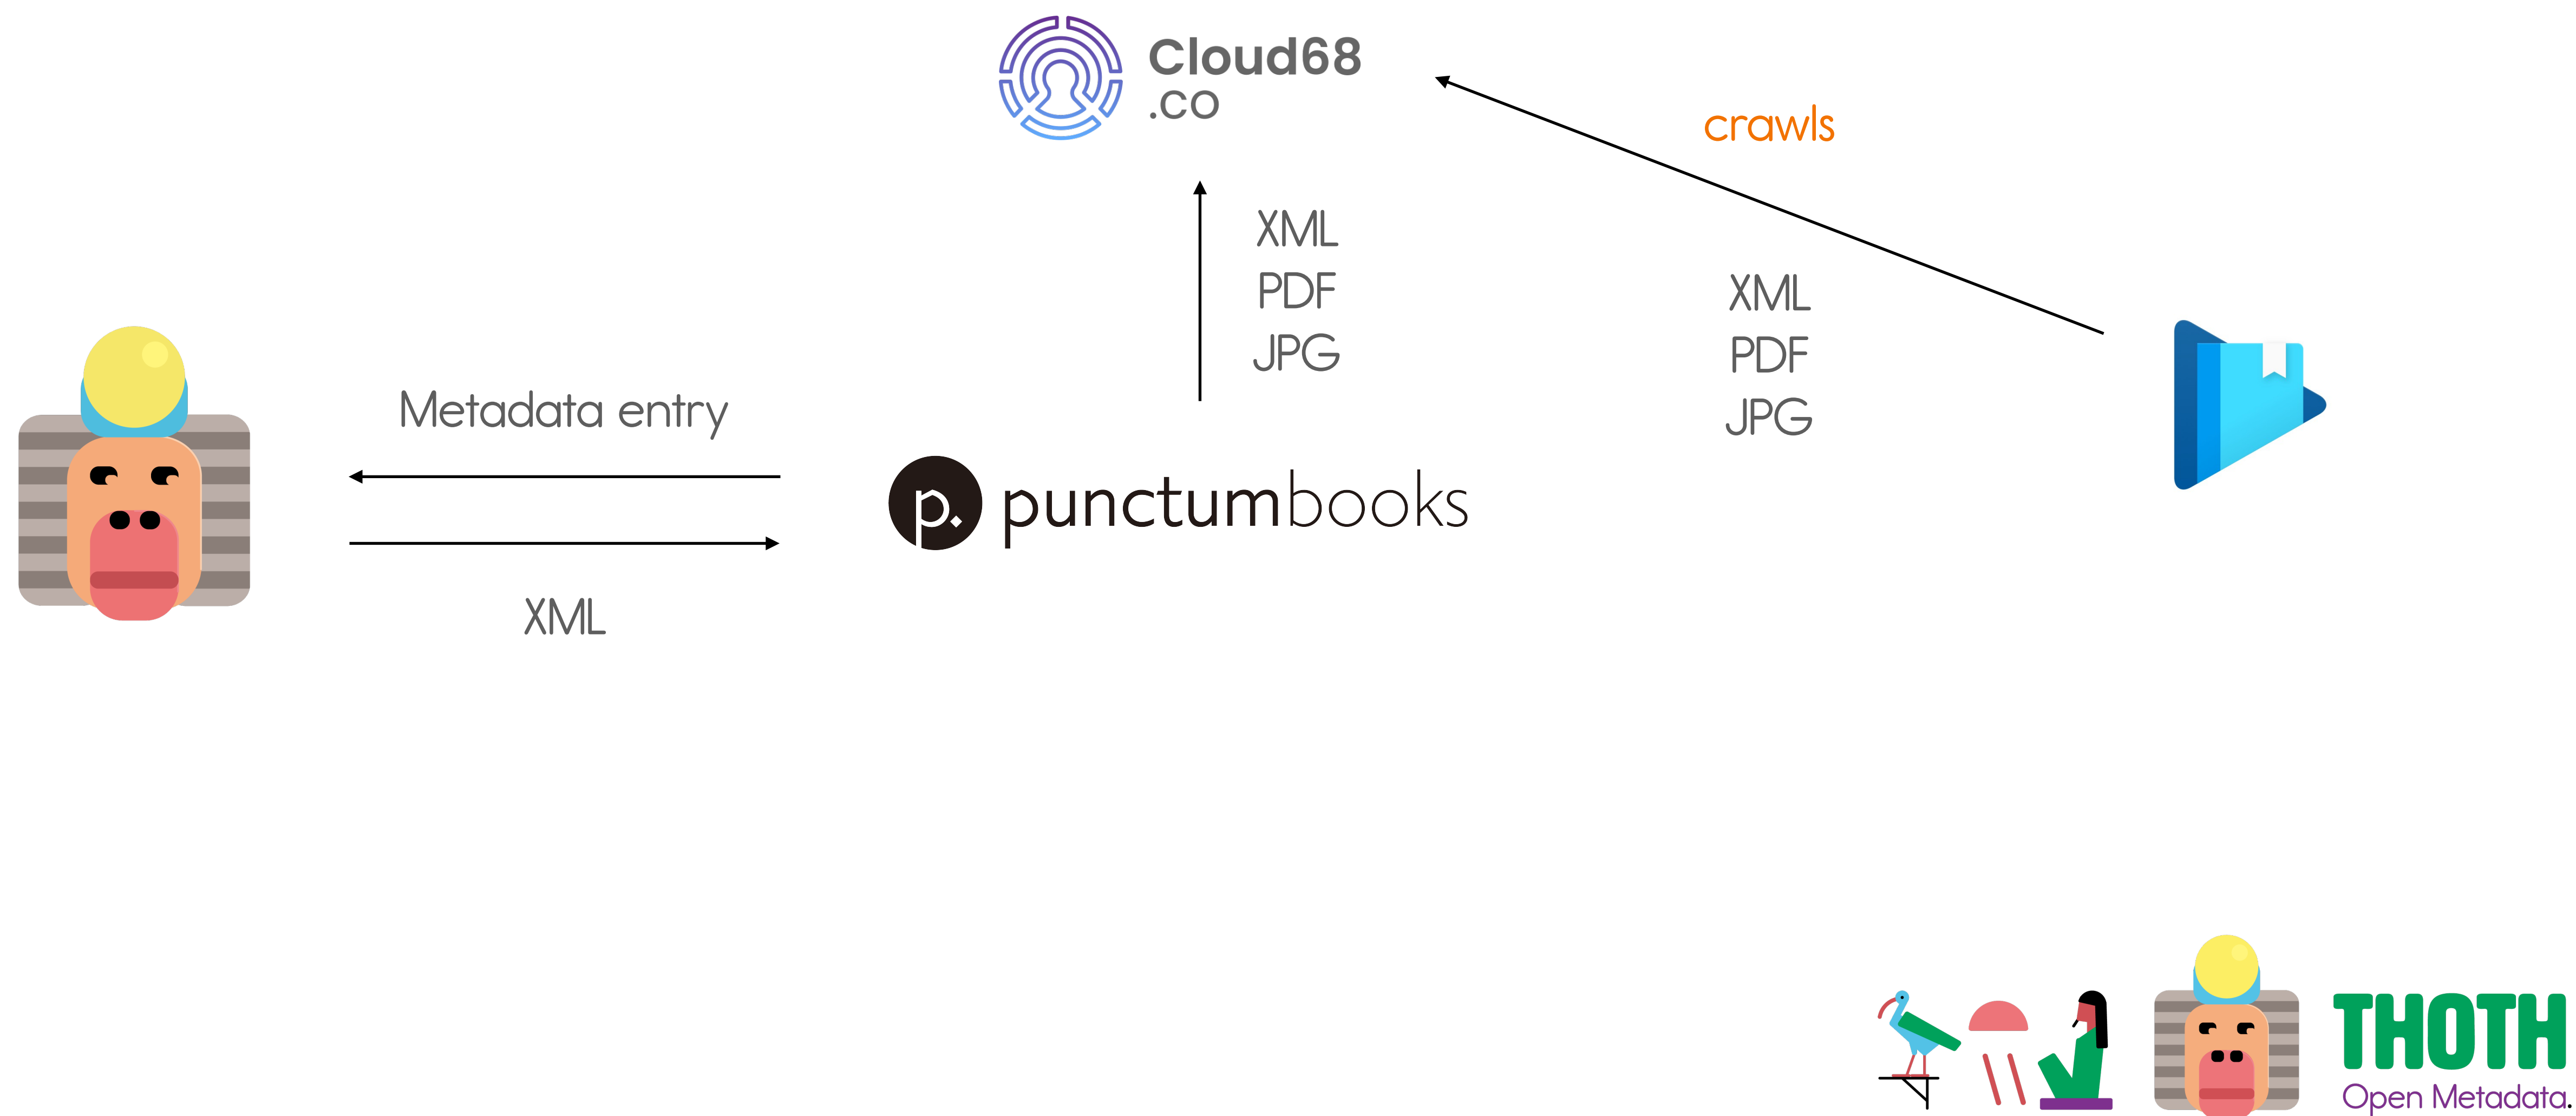 Cloud68
.co
crawls
XML
PDF
JPG
XML
PDF
JPG
Metadata entry
p. punctumbooks
XML
THOTH
Open Metadata.